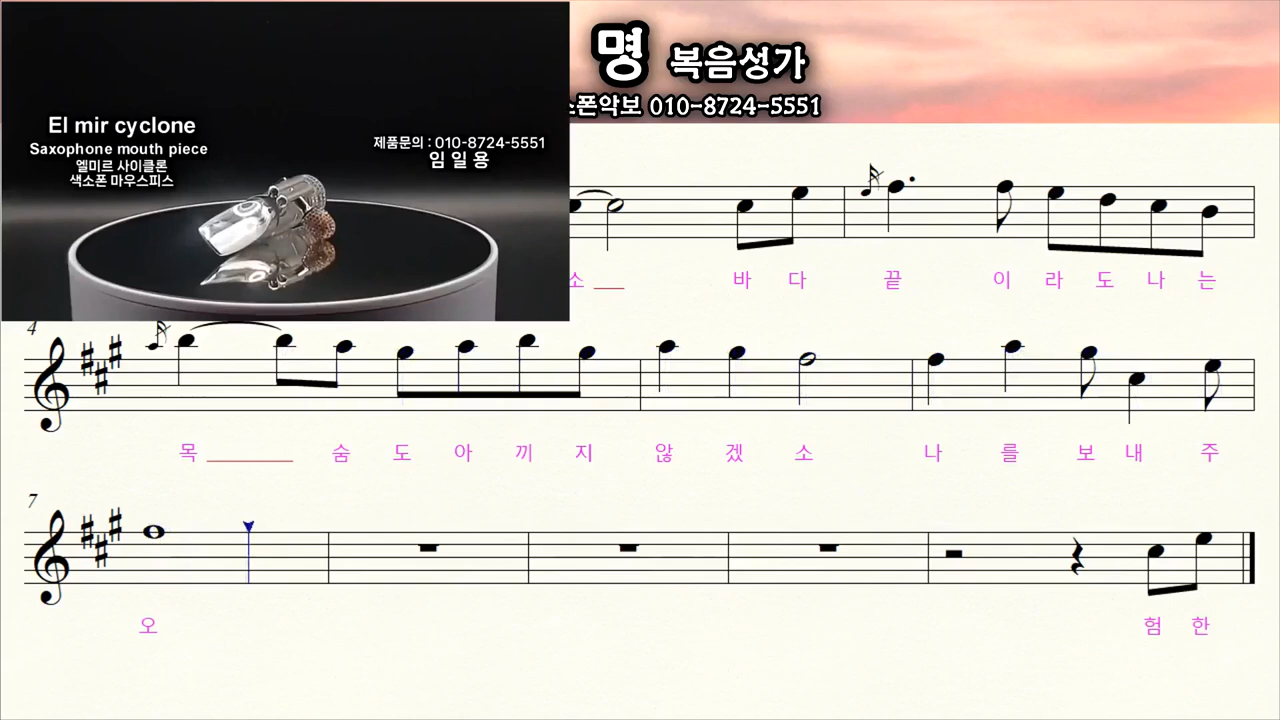 명 복음성가
폰악보 010-8724-5551
El mir cyclone
Saxophone mouth piece
엘미르 사이클론
색소폰 마우스피스
제품문의 : 010-8724-5551
임 일 용
소 바 다 끝 이 라 도 나 는
4
목 숨 도 아 끼 지 않 겠 소 나 를 보 내 주
7
오 험 한